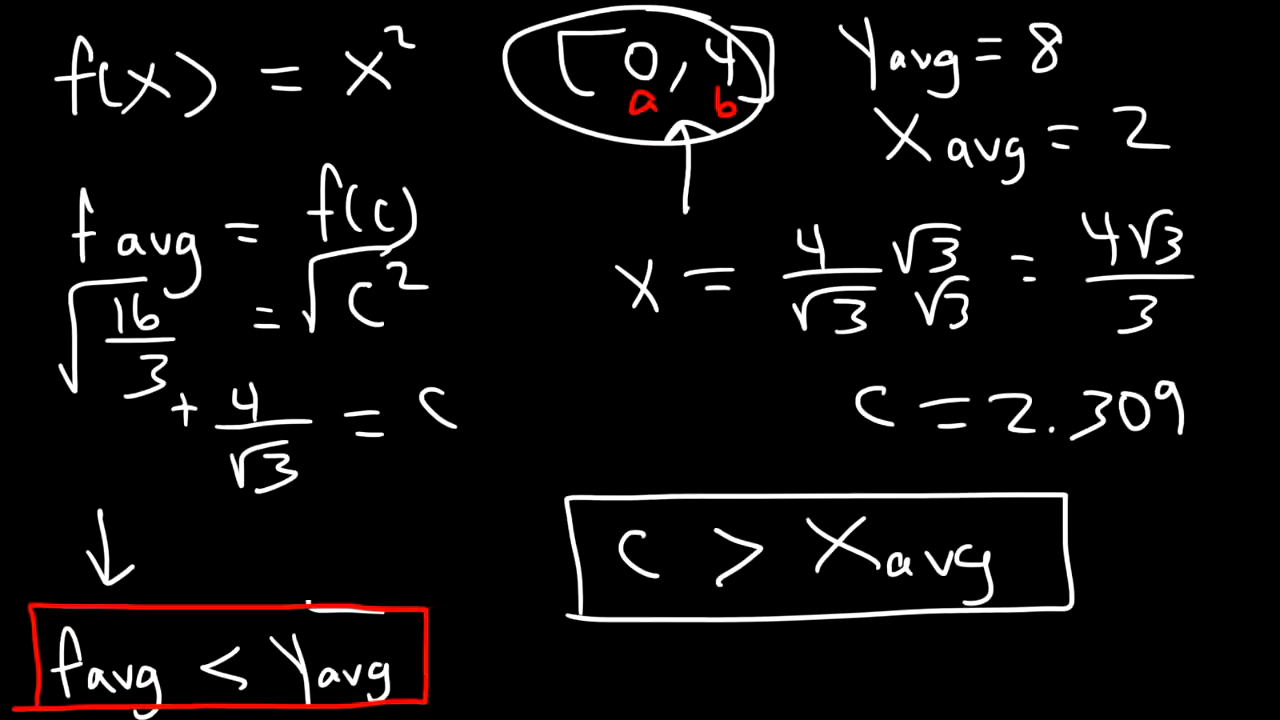 f(x) = x²
[0, 4]
a b
Yavg = 8
Xavg = 2
favg = f(c)
√(16/3) = √(c²)
+ 4/√3 = c
x = 4/√3 √3/√3 = 4√3/3
c = 2.309
c > Xavg
favg < Yavg